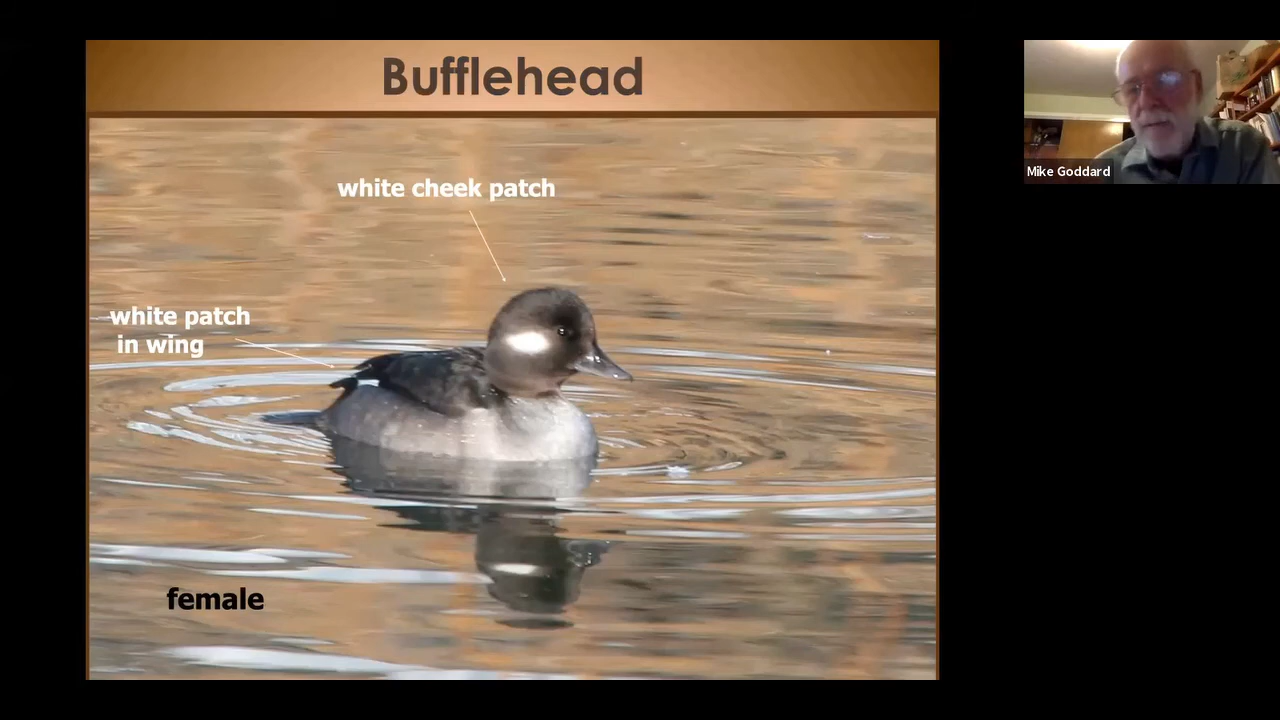 Bufflehead
white cheek patch
white patch
in wing
female
Mike Goddard